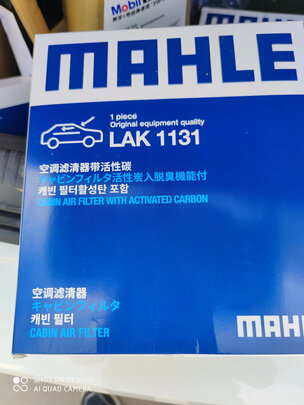 Mobil
MAHLE
1 piece
Original equipment quality
LAK 1131
空调滤清器带活性碳
キャビンフィルタ活性炭入脱臭機能付
캐빈 필터활성탄 포함
CABIN AIR FILTER WITH ACTIVATED CARBON
空调滤清器
キャビンフィルタ
캐빈 필터
CABIN AIR FILTER
MAHL
SHOT ON MI 9 SE
AI QUAD CAMERA